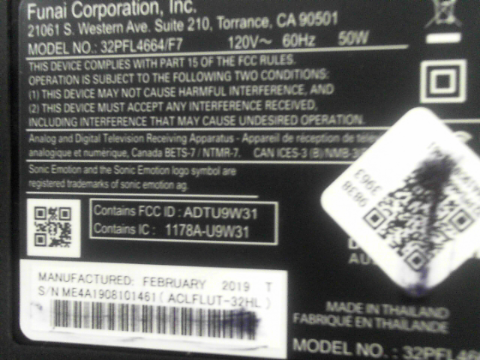 Funai Corporation, Inc.
21061 S. Western Ave. Suite 210, Torrance, CA 90501
MODEL NO.: 32PFL4664/F7 120V~ 60Hz 50W
THIS DEVICE COMPLIES WITH PART 15 OF THE FCC RULES.
OPERATION IS SUBJECT TO THE FOLLOWING TWO CONDITIONS:
(1) THIS DEVICE MAY NOT CAUSE HARMFUL INTERFERENCE, AND
(2) THIS DEVICE MUST ACCEPT ANY INTERFERENCE RECEIVED,
INCLUDING INTERFERENCE THAT MAY CAUSE UNDESIRED OPERATION.
Analog and Digital Television Receiving Apparatus - Appareil de réception de
analogique et numérique, Canada BETS-7 / NTMR-7. CAN ICES-3 (B)/NMB-3
Sonic Emotion and the Sonic Emotion logo symbol are
registered trademarks of sonic emotion ag.
9838
3963
Contains FCC ID : ADTU9W31
Contains IC : 1178A-U9W31
MANUFACTURED: FEBRUARY 2019 T
S/N ME4A1908101461 ( ACLFLUT-32HL )
MADE IN THAILAND
FABRIQUÉ EN THAÏLANDE
MODEL NO. : 32PFL466